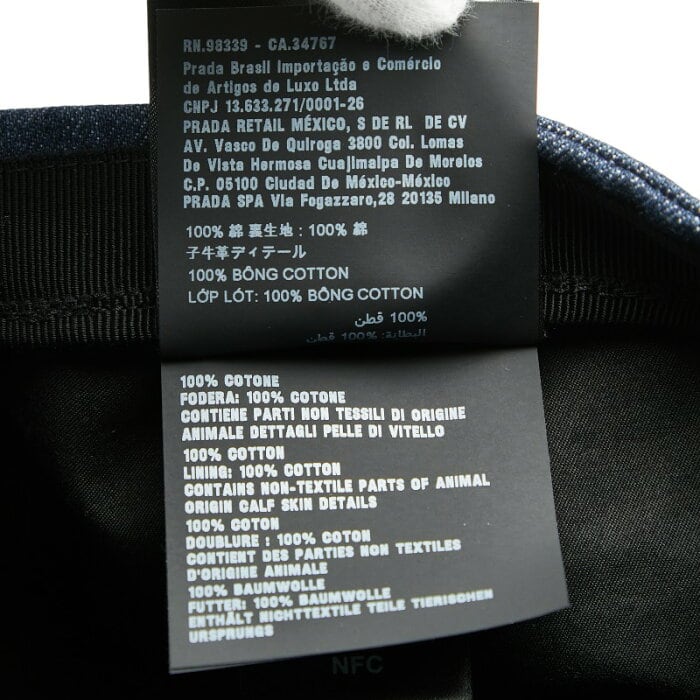 RN.98339 - CA.34767
Prada Brasil Importação e Comércio
de Artigos de Luxo Ltda
CNPJ 13.633.271/0001-26
PRADA RETAIL MÉXICO, S DE RL DE CV
AV. Vasco De Quiroga 3800 Col. Lomas
De Vista Hermosa Cuajimalpa De Morelos
C.P. 05100 Ciudad De México-México
PRADA SPA Via Fogazzaro,28 20135 Milano
100% 綿 裏生地 : 100% 綿
子牛革ディテール
100% BÔNG COTTON
LỚP LÓT: 100% BÔNG COTTON
100% قطن
البطانة: 100% قطن
100% COTONE
FODERA: 100% COTONE
CONTIENE PARTI NON TESSILI DI ORIGINE
ANIMALE DETTAGLI PELLE DI VITELLO
100% COTTON
LINING: 100% COTTON
CONTAINS NON-TEXTILE PARTS OF ANIMAL
ORIGIN CALF SKIN DETAILS
100% COTON
DOUBLURE : 100% COTON
CONTIENT DES PARTIES NON TEXTILES
D'ORIGINE ANIMALE
100% BAUMWOLLE
FUTTER: 100% BAUMWOLLE
ENTHÄLT NICHTTEXTILE TEILE TIERISCHEN
URSPRUNGS
NFC